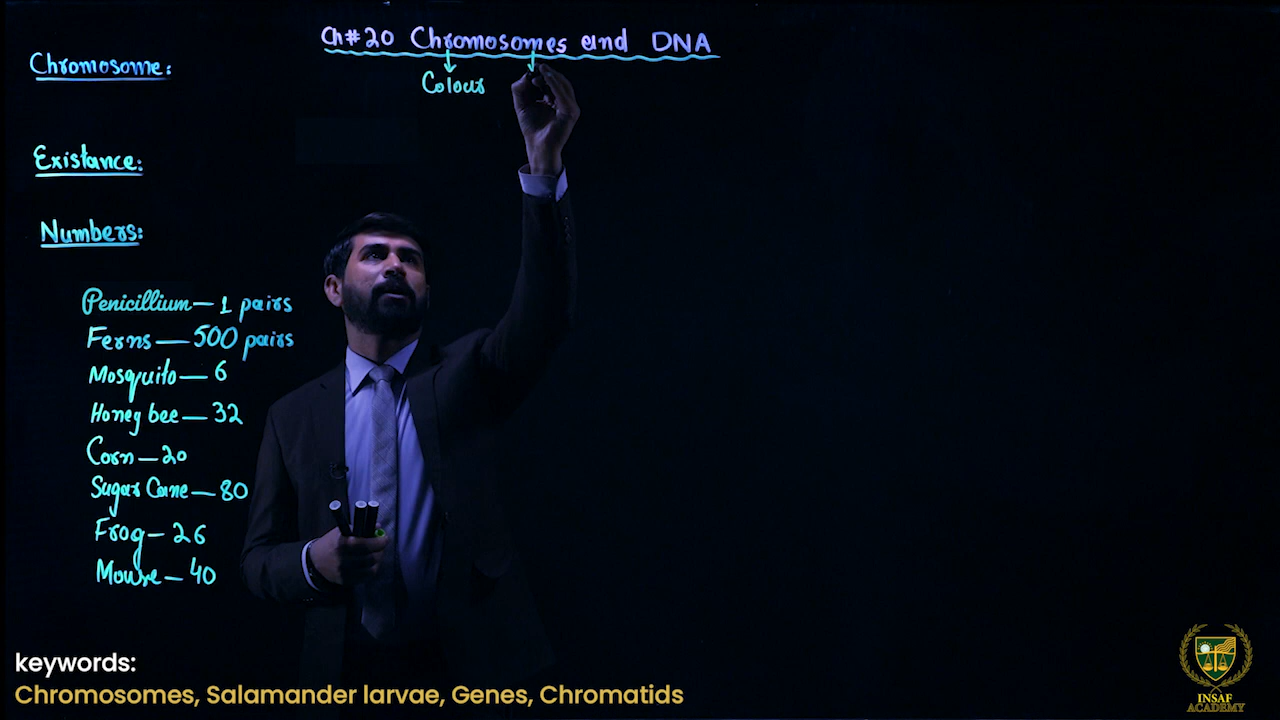 Ch#20 Chromosomes and DNA
Chromosome:
Colour
Existance:
Numbers:
Penicillium— 1 pairs
Ferns — 500 pairs
Mosquito— 6
Honey bee — 32
Corn — 20
Sugar Cane — 80
Frog — 26
Mouse — 40
keywords:
Chromosomes, Salamander larvae, Genes, Chromatids
INSAF
ACADEMY